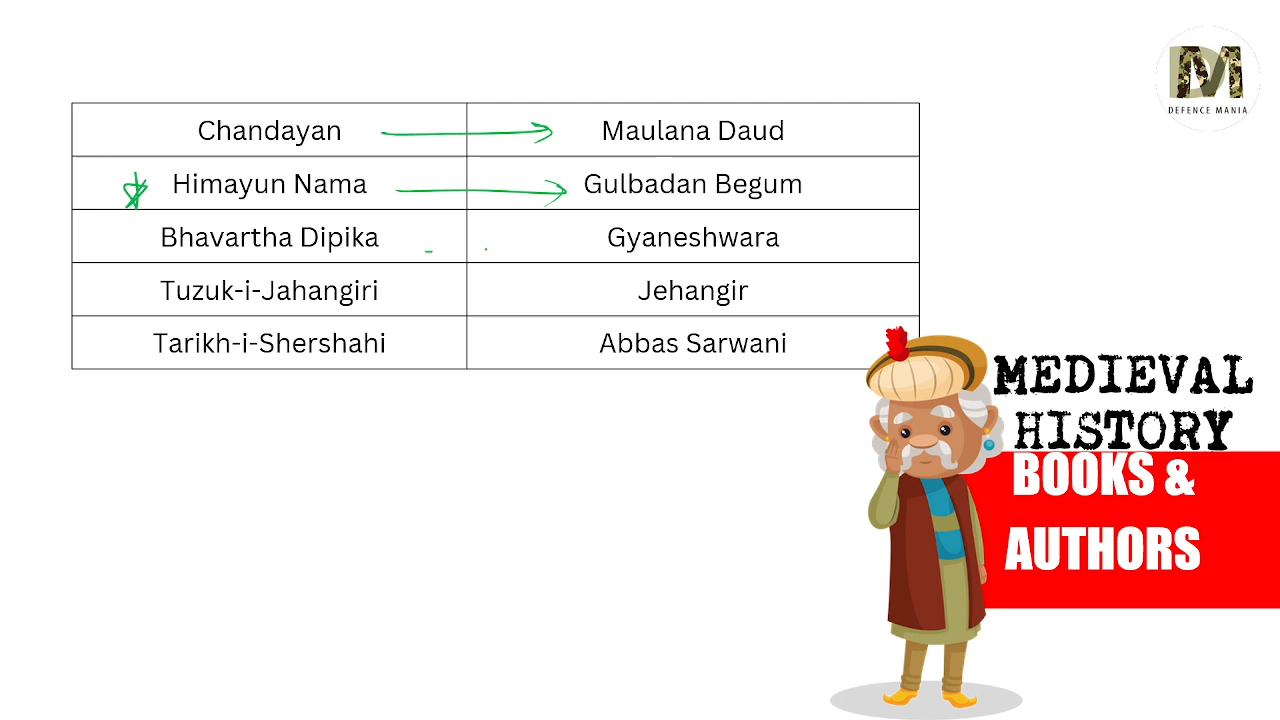 DM
DEFENCE MANIA
Chandayan Maulana Daud
Himayun Nama Gulbadan Begum
Bhavartha Dipika Gyaneshwara
Tuzuk-i-Jahangiri Jehangir
Tarikh-i-Shershahi Abbas Sarwani
MEDIEVAL
HISTORY
BOOKS &
AUTHORS